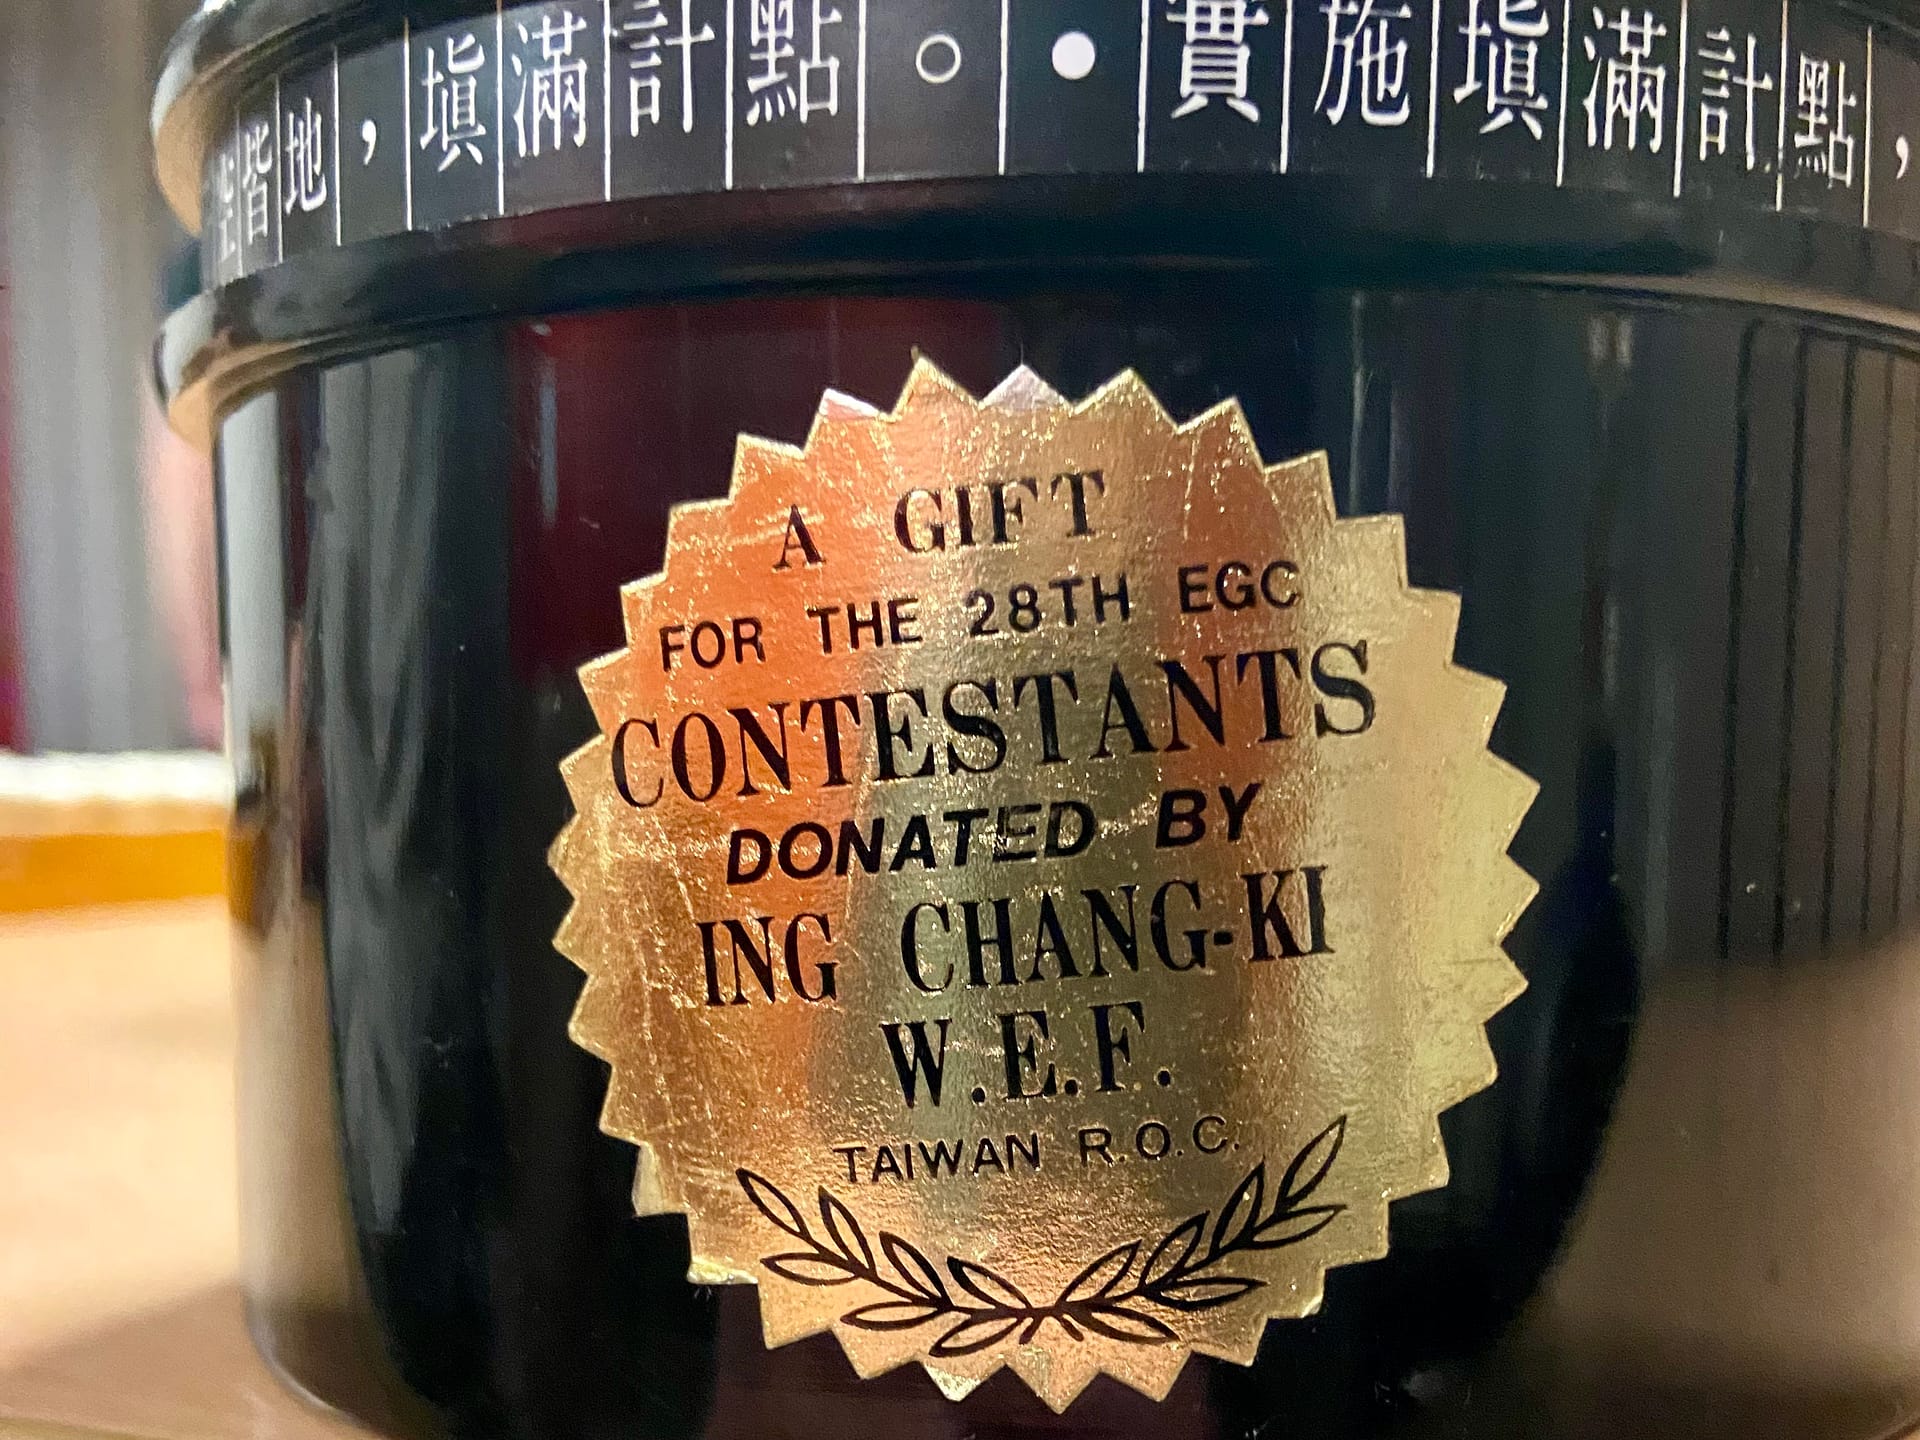 皆地，填滿計點。●實施填滿計點，
A GIFT
FOR THE 28TH EGC
CONTESTANTS
DONATED BY
ING CHANG-KI
W.E.F.
TAIWAN R.O.C.